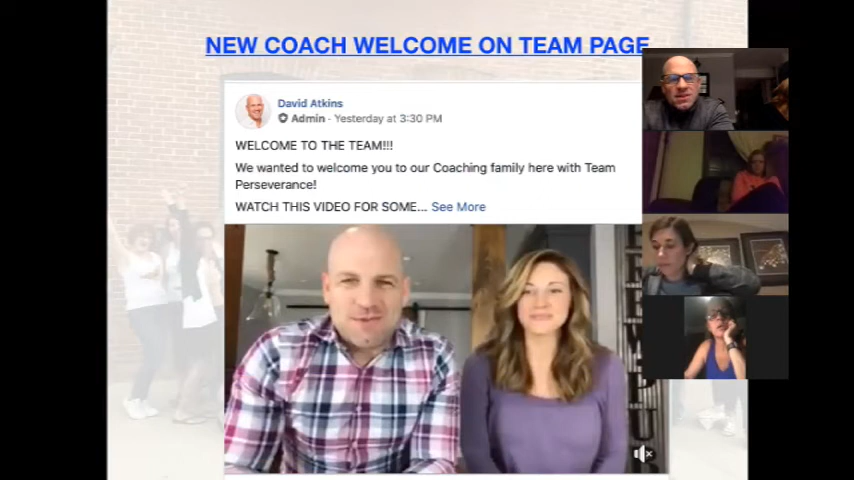 NEW COACH WELCOME ON TEAM PAGE
David Atkins
Admin · Yesterday at 3:30 PM
WELCOME TO THE TEAM!!!
We wanted to welcome you to our Coaching family here with Team
Perseverance!
WATCH THIS VIDEO FOR SOME... See More